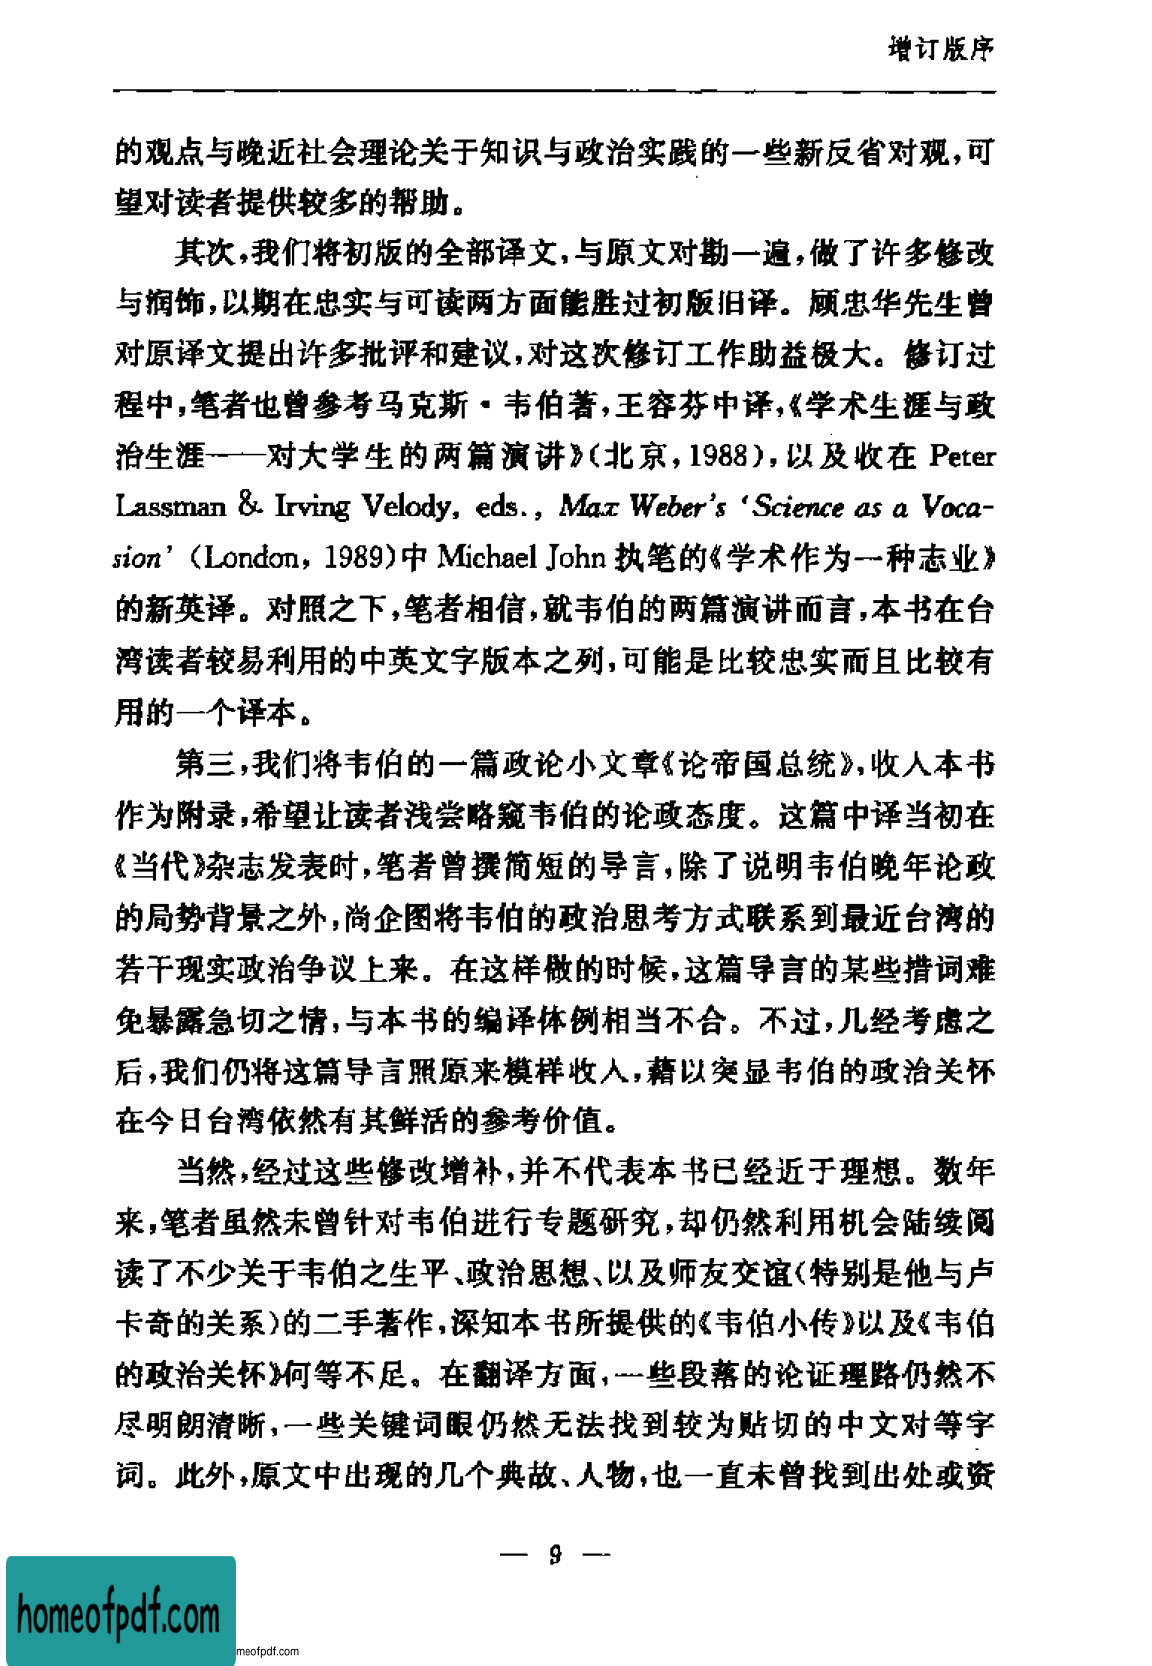 增订版序
的观点与晚近社会理论关于知识与政治实践的一些新反省对观,可
望对读者提供较多的帮助。
其次,我们将初版的全部译文,与原文对勘一遍,做了许多修改
与润饰,以期在忠实与可读两方面能胜过初版旧译。顾忠华先生曾
对原译文提出许多批评和建议,对这次修订工作助益极大。修订过
程中,笔者也曾参考马克斯·韦伯著,王容芬中译,《学术生涯与政
治生涯——对大学生的两篇演讲》(北京,1988),以及收在 Peter
Lassman & Irving Velody, eds., Max Weber's 'Science as a Voca-
sion' (London, 1989)中 Michael John 执笔的《学术作为一种志业》
的新英译。对照之下,笔者相信,就韦伯的两篇演讲而言,本书在台
湾读者较易利用的中英文字版本之列,可能是比较忠实而且比较有
用的一个译本。
第三,我们将韦伯的一篇政论小文章《论帝国总统》,收入本书
作为附录,希望让读者浅尝略窥韦伯的论政态度。这篇中译当初在
《当代》杂志发表时,笔者曾撰简短的导言,除了说明韦伯晚年论政
的局势背景之外,尚企图将韦伯的政治思考方式联系到最近台湾的
若干现实政治争议上来。在这样做的时候,这篇导言的某些措词难
免暴露急切之情,与本书的编译体例相当不合。不过,几经考虑之
后,我们仍将这篇导言照原来模样收入,藉以突显韦伯的政治关怀
在今日台湾依然有其鲜活的参考价值。
当然,经过这些修改增补,并不代表本书已经近于理想。数年
来,笔者虽然未曾针对韦伯进行专题研究,却仍然利用机会陆续阅
读了不少关于韦伯之生平、政治思想、以及师友交谊(特别是他与卢
卡奇的关系)的二手著作,深知本书所提供的《韦伯小传》以及《韦伯
的政治关怀》何等不足。在翻译方面,一些段落的论证理路仍然不
尽明朗清晰,一些关键词眼仍然无法找到较为贴切的中文对等字
词。此外,原文中出现的几个典故、人物,也一直未曾找到出处或资
— 9 —
homeofpdf.com
meofpdf.com